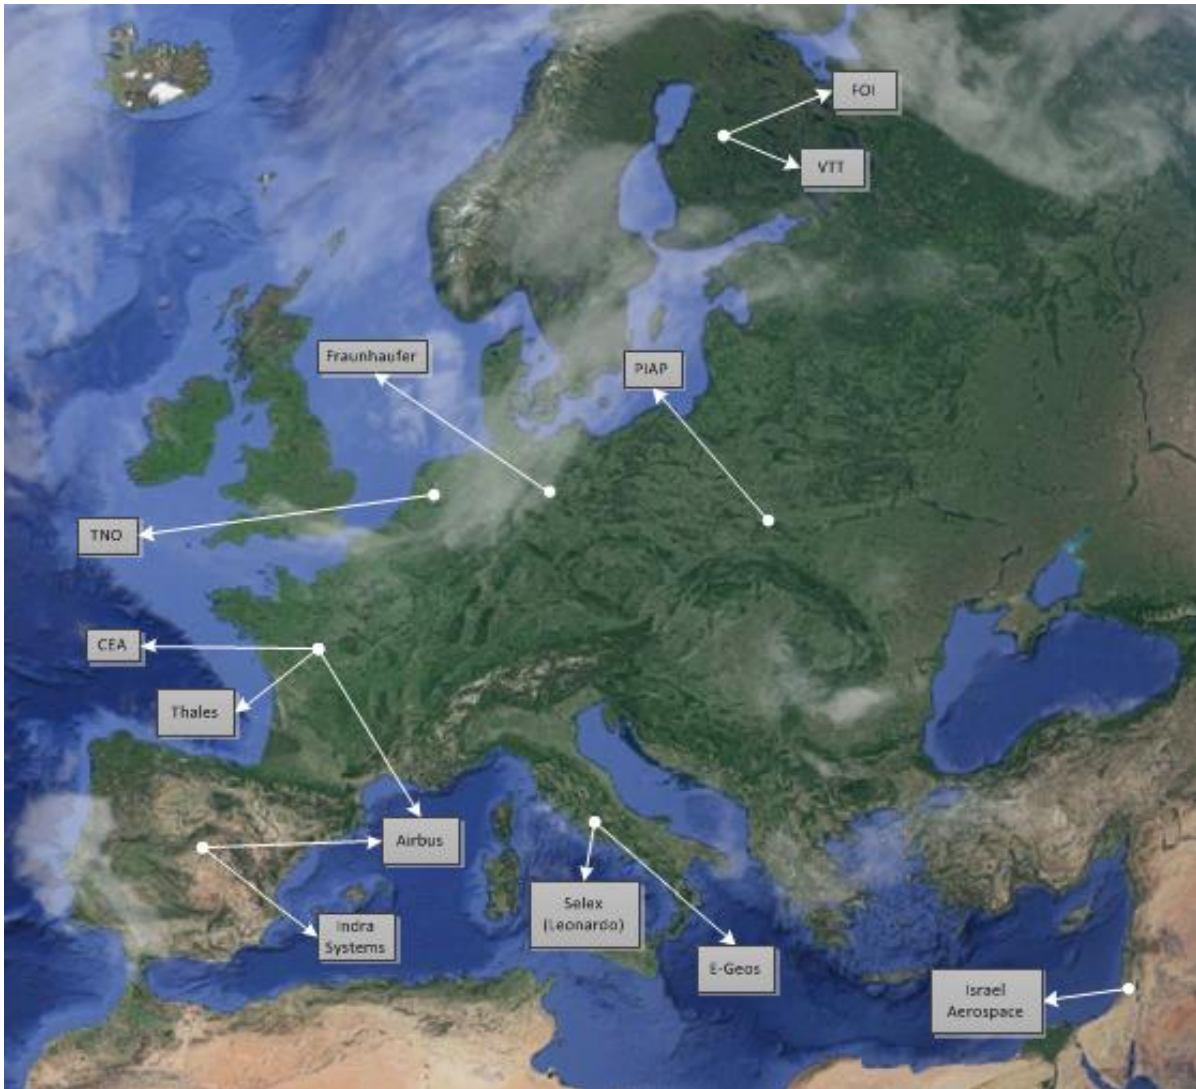 FOI
VTT
Fraunhaufer
PIAP
TNO
CEA
Thales
Airbus
Selex
(Leonardo)
Indra
Systems
E-Geos
Israel
Aerospace